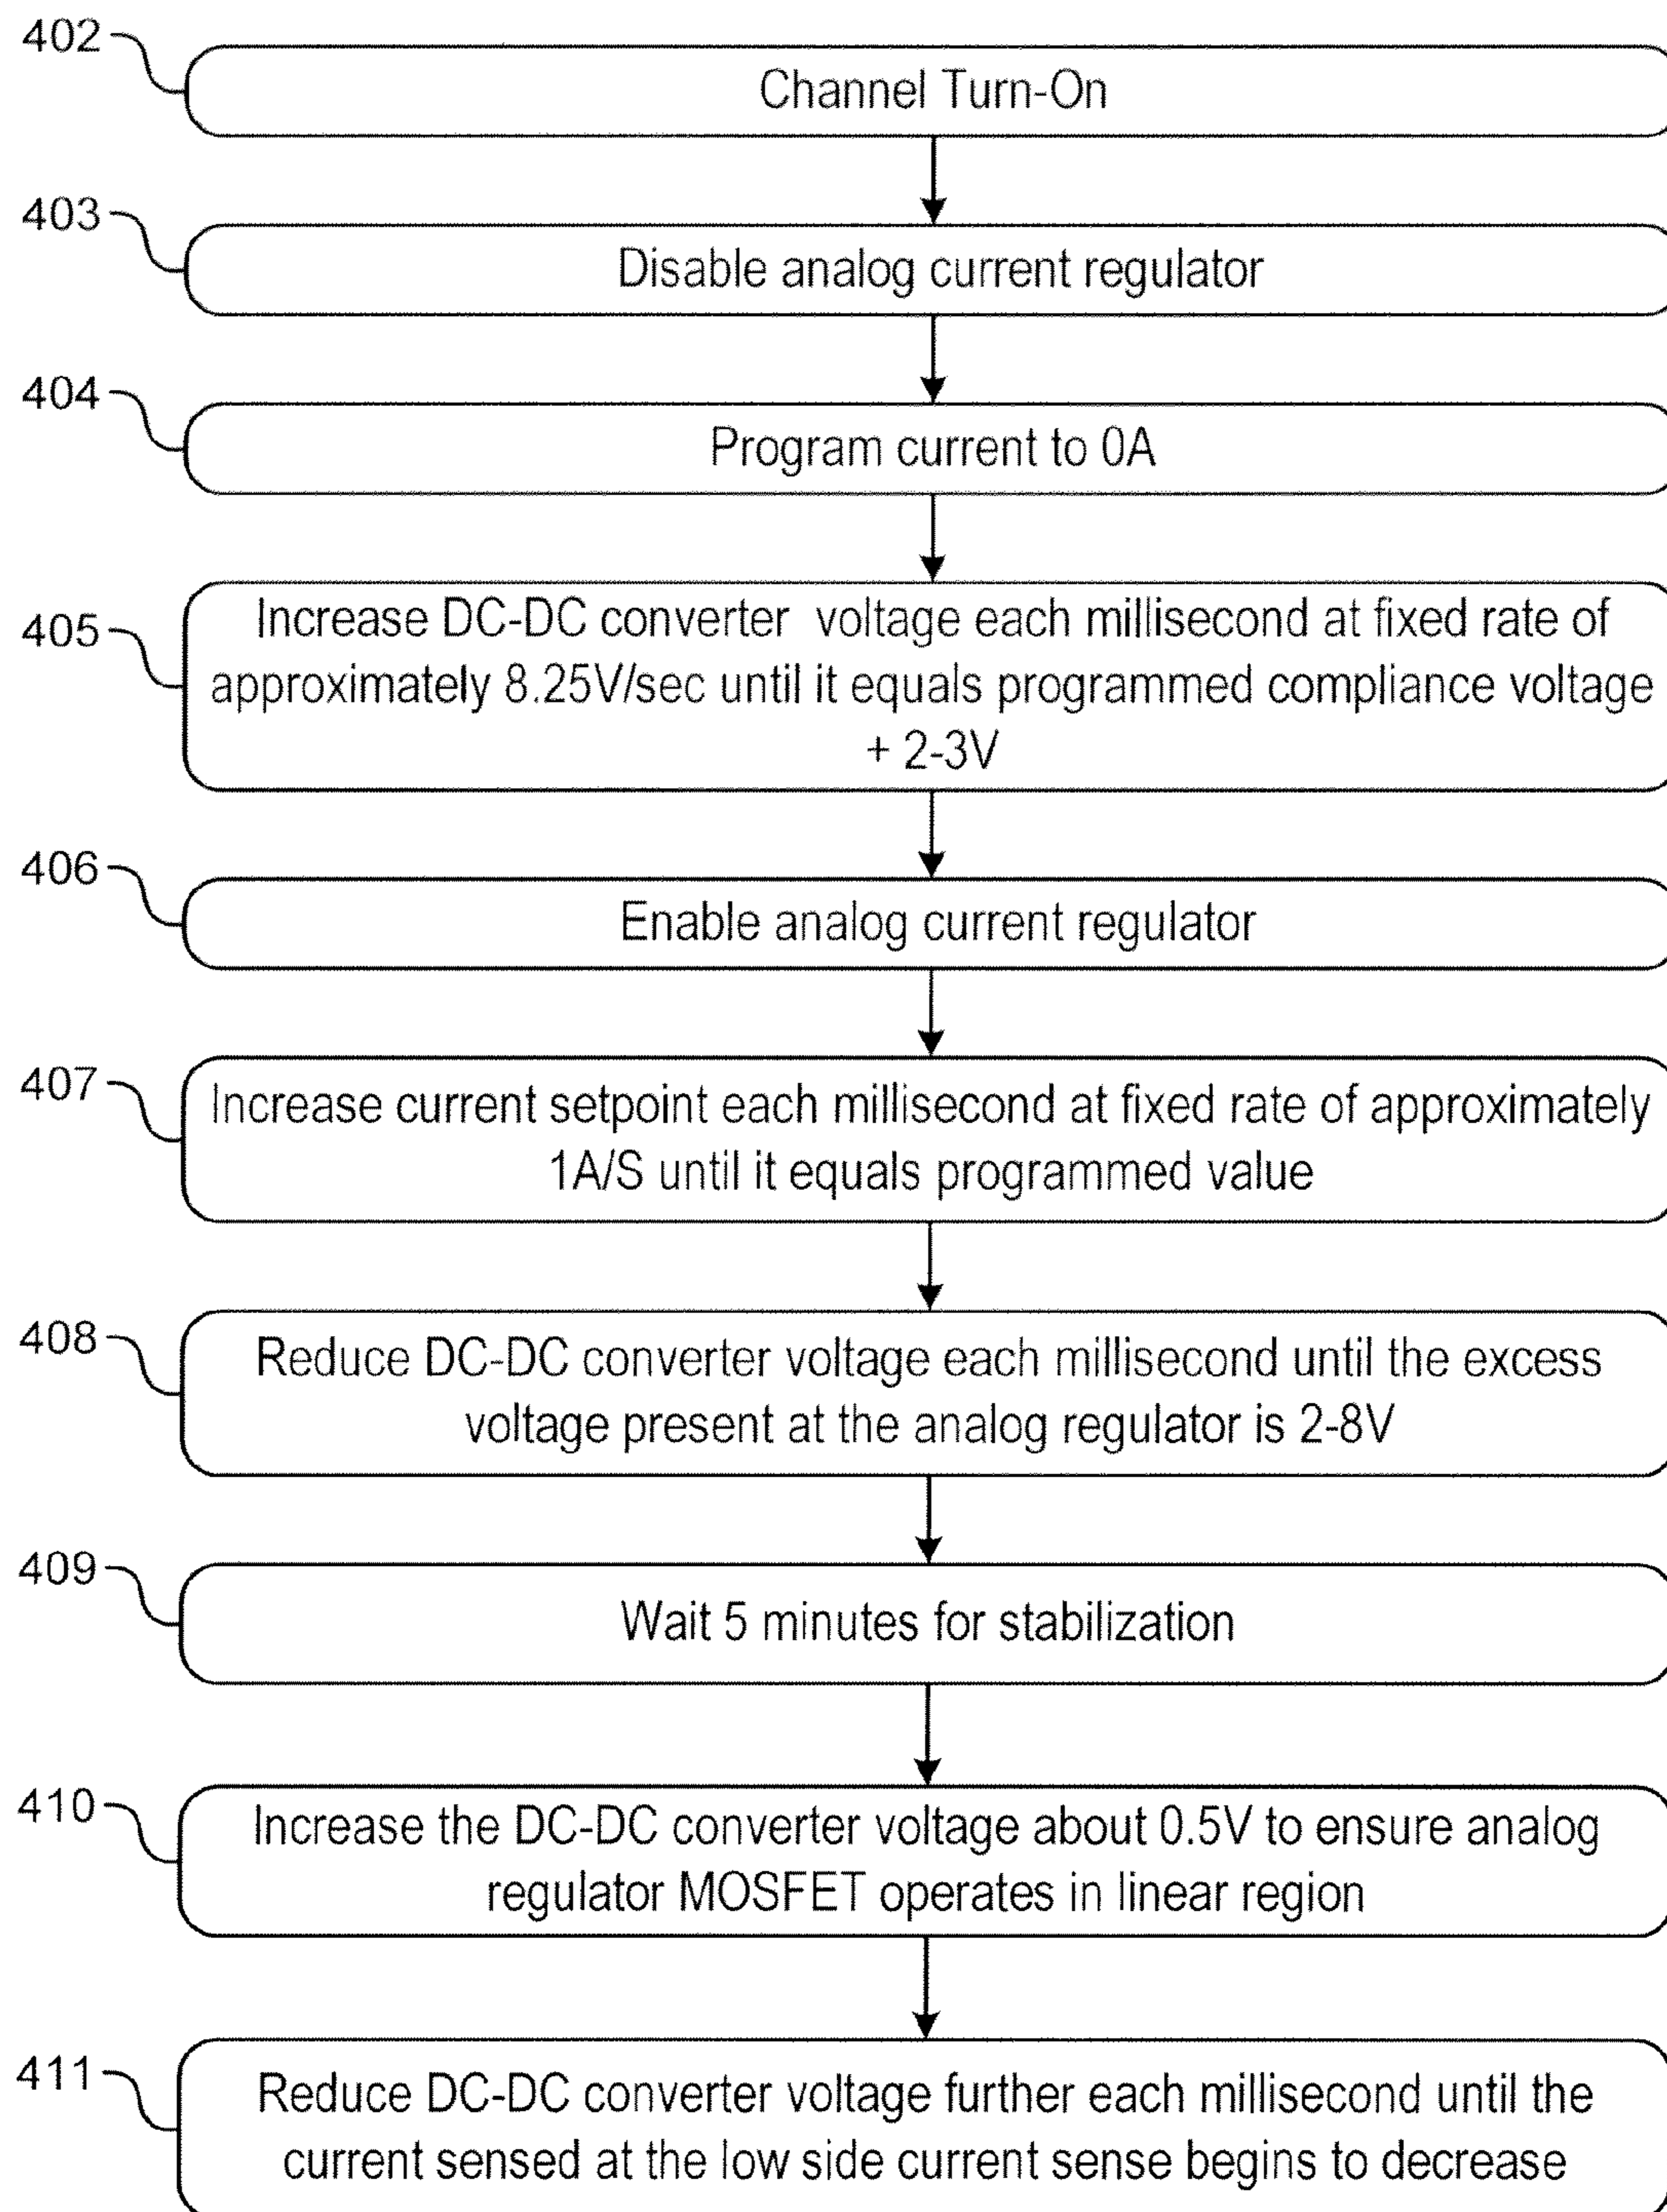 402
Channel Turn-On
403
Disable analog current regulator
404
Program current to 0A
405
Increase DC-DC converter voltage each millisecond at fixed rate of
approximately 8.25V/sec until it equals programmed compliance voltage
+ 2-3V
406
Enable analog current regulator
407
Increase current setpoint each millisecond at fixed rate of approximately
1A/S until it equals programmed value
408
Reduce DC-DC converter voltage each millisecond until the excess
voltage present at the analog regulator is 2-8V
409
Wait 5 minutes for stabilization
410
Increase the DC-DC converter voltage about 0.5V to ensure analog
regulator MOSFET operates in linear region
411
Reduce DC-DC converter voltage further each millisecond until the
current sensed at the low side current sense begins to decrease